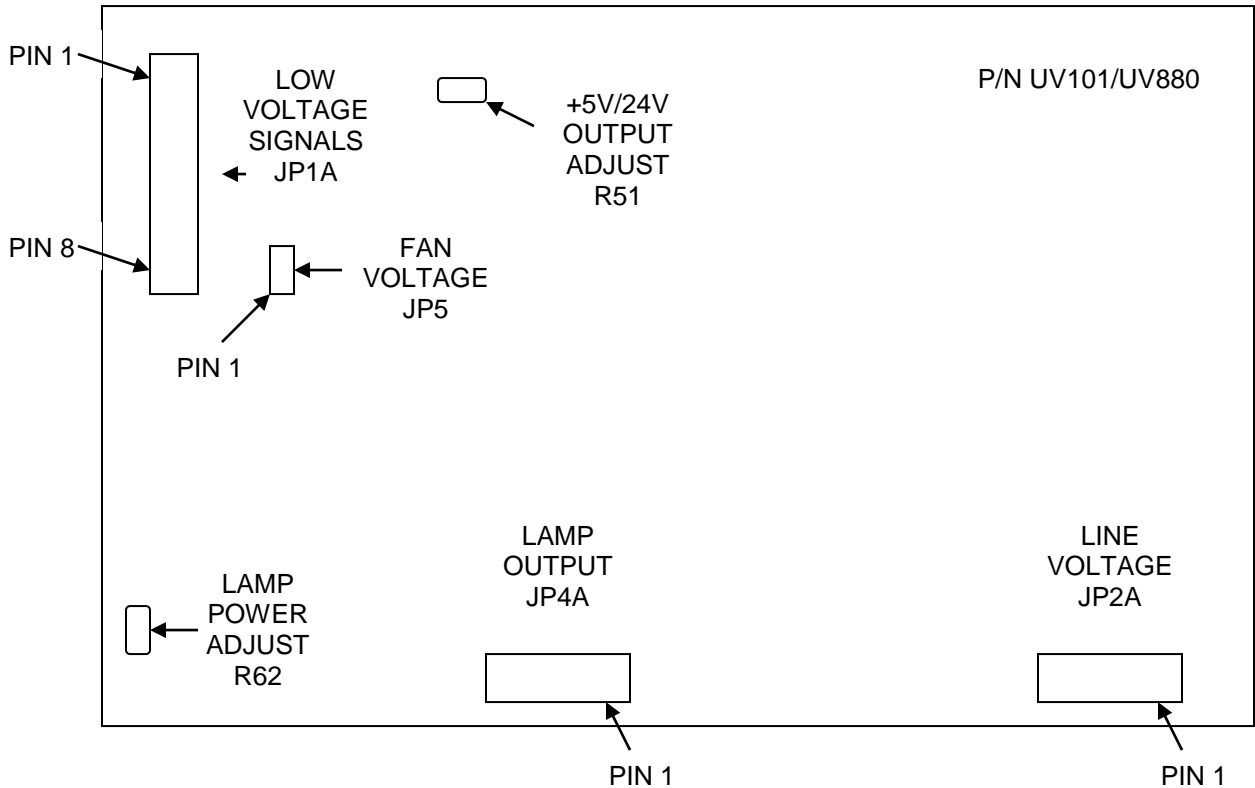 PIN 1
LOW
VOLTAGE
SIGNALS
JP1A
+5V/24V
OUTPUT
ADJUST
R51
P/N UV101/UV880
PIN 8
FAN
VOLTAGE
JP5
PIN 1
LAMP
POWER
ADJUST
R62
LAMP
OUTPUT
JP4A
LINE
VOLTAGE
JP2A
PIN 1
PIN 1